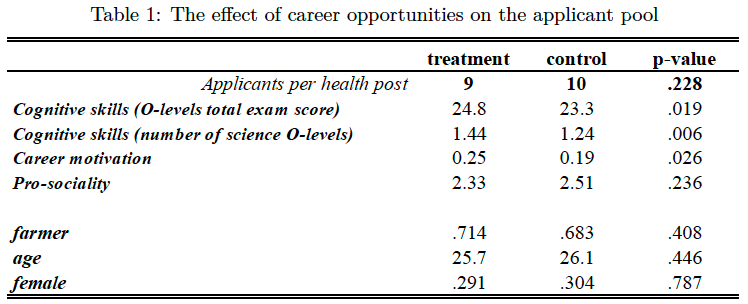 Table 1: The effect of career opportunities on the applicant pool
treatment control p-value
Applicants per health post 9 10 .228
Cognitive skills (O-levels total exam score) 24.8 23.3 .019
Cognitive skills (number of science O-levels) 1.44 1.24 .006
Career motivation 0.25 0.19 .026
Pro-sociality 2.33 2.51 .236
farmer .714 .683 .408
age 25.7 26.1 .446
female .291 .304 .787